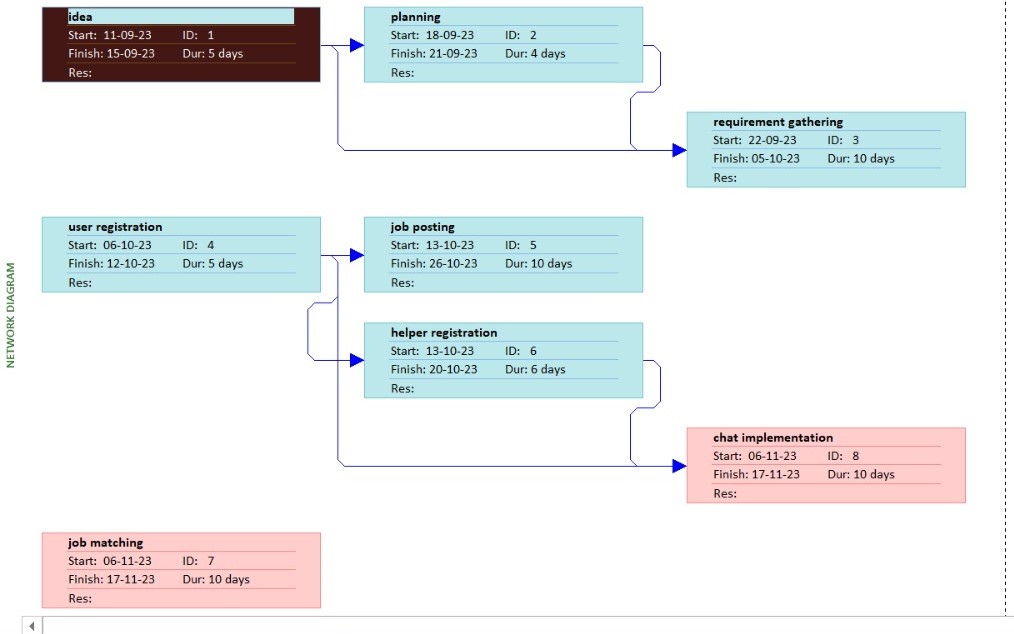 NETWORK DIAGRAM
idea
Start: 11-09-23 ID: 1
Finish: 15-09-23 Dur: 5 days
Res:
planning
Start: 18-09-23 ID: 2
Finish: 21-09-23 Dur: 4 days
Res:
requirement gathering
Start: 22-09-23 ID: 3
Finish: 05-10-23 Dur: 10 days
Res:
user registration
Start: 06-10-23 ID: 4
Finish: 12-10-23 Dur: 5 days
Res:
job posting
Start: 13-10-23 ID: 5
Finish: 26-10-23 Dur: 10 days
Res:
helper registration
Start: 13-10-23 ID: 6
Finish: 20-10-23 Dur: 6 days
Res:
chat implementation
Start: 06-11-23 ID: 8
Finish: 17-11-23 Dur: 10 days
Res:
job matching
Start: 06-11-23 ID: 7
Finish: 17-11-23 Dur: 10 days
Res: